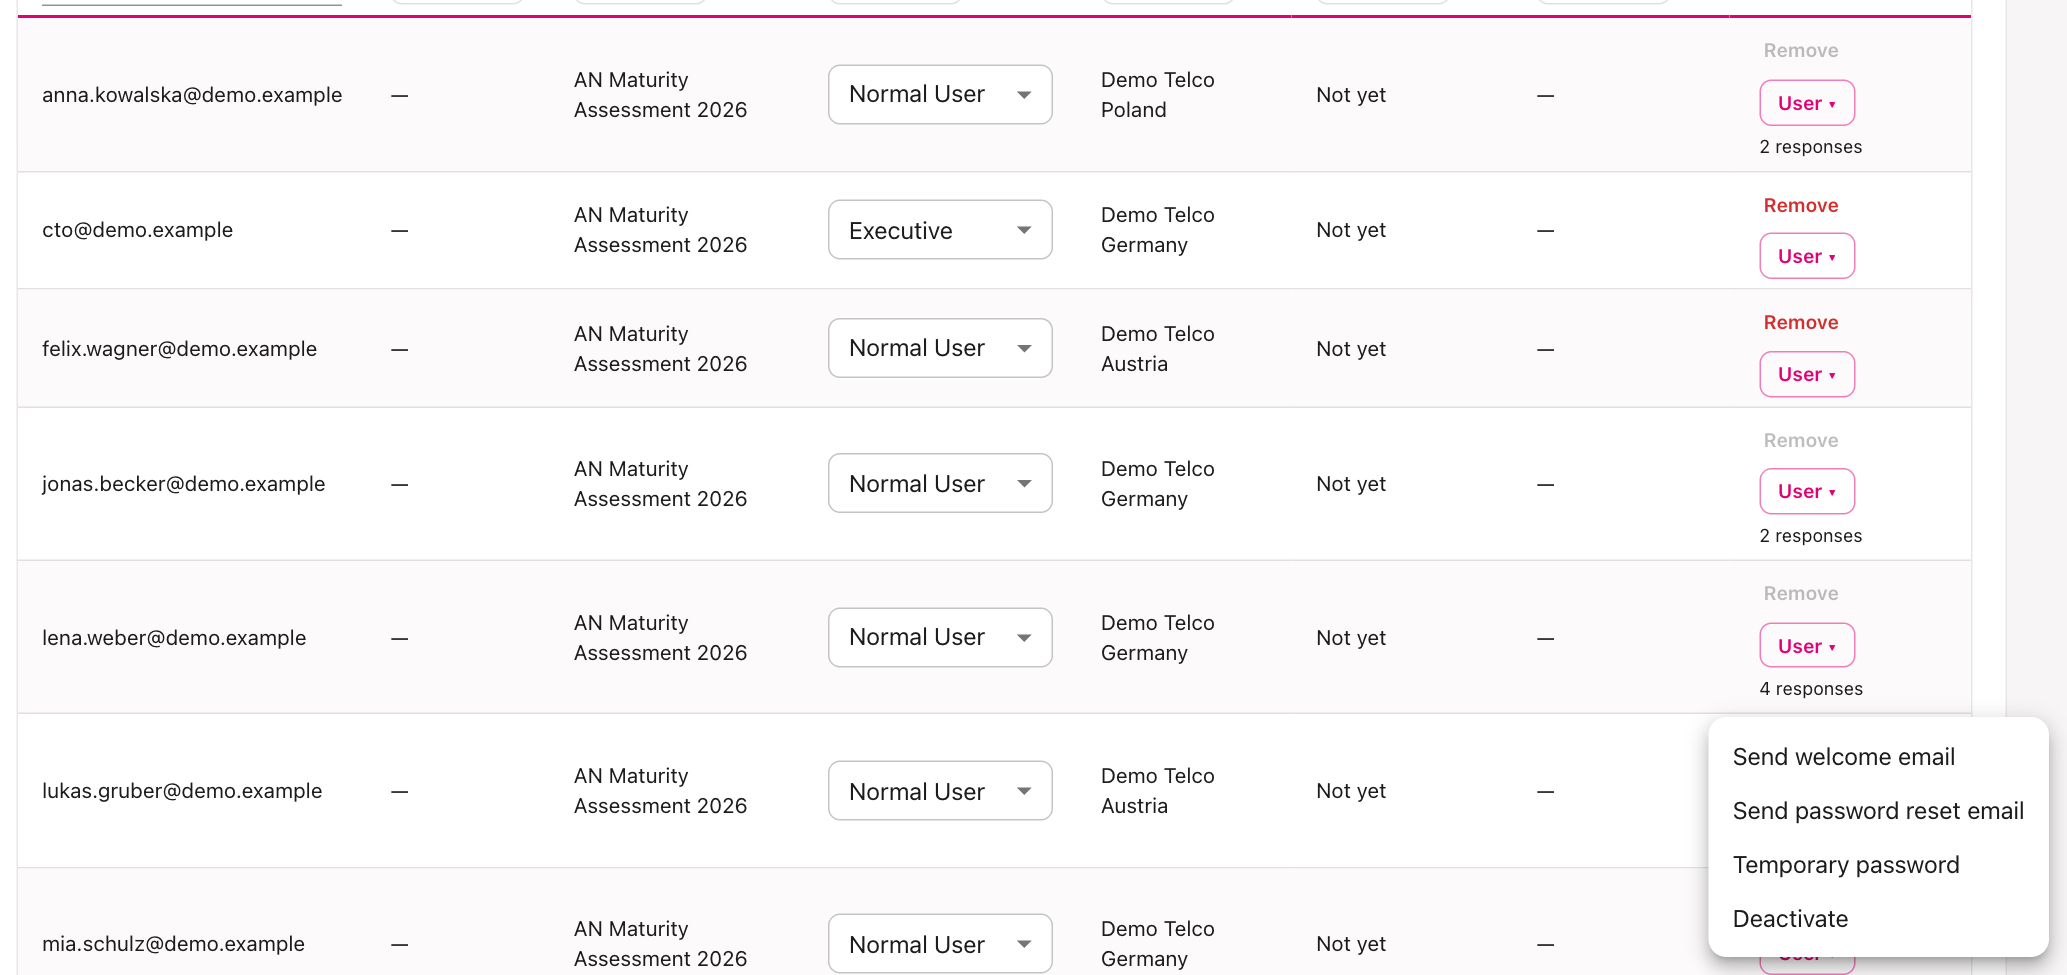 Remove
anna.kowalska@demo.example — AN Maturity Assessment 2026 Normal User Demo Telco Poland Not yet — User ▾
2 responses
Remove
cto@demo.example — AN Maturity Assessment 2026 Executive Demo Telco Germany Not yet — User ▾
Remove
felix.wagner@demo.example — AN Maturity Assessment 2026 Normal User Demo Telco Austria Not yet — User ▾
Remove
jonas.becker@demo.example — AN Maturity Assessment 2026 Normal User Demo Telco Germany Not yet — User ▾
2 responses
Remove
lena.weber@demo.example — AN Maturity Assessment 2026 Normal User Demo Telco Germany Not yet — User ▾
4 responses
lukas.gruber@demo.example — AN Maturity Assessment 2026 Normal User Demo Telco Austria Not yet —
mia.schulz@demo.example — AN Maturity Assessment 2026 Normal User Demo Telco Germany Not yet —
Send welcome email
Send password reset email
Temporary password
Deactivate